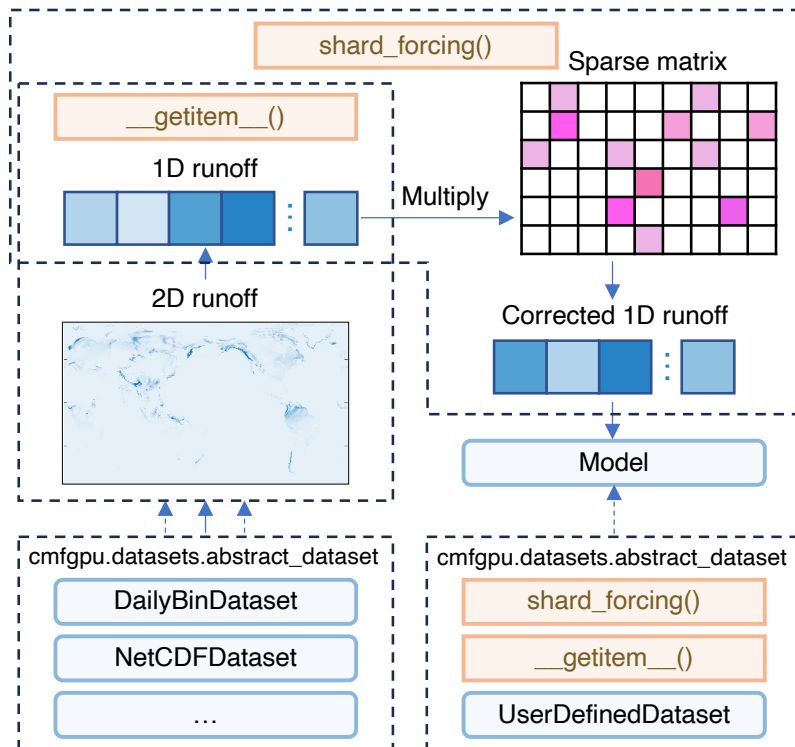 shard_forcing()
Sparse matrix
__getitem__()
1D runoff
Multiply
2D runoff
Corrected 1D runoff
Model
cmfgpu.datasets.abstract_dataset
DailyBinDataset
NetCDFDataset
…
cmfgpu.datasets.abstract_dataset
shard_forcing()
__getitem__()
UserDefinedDataset